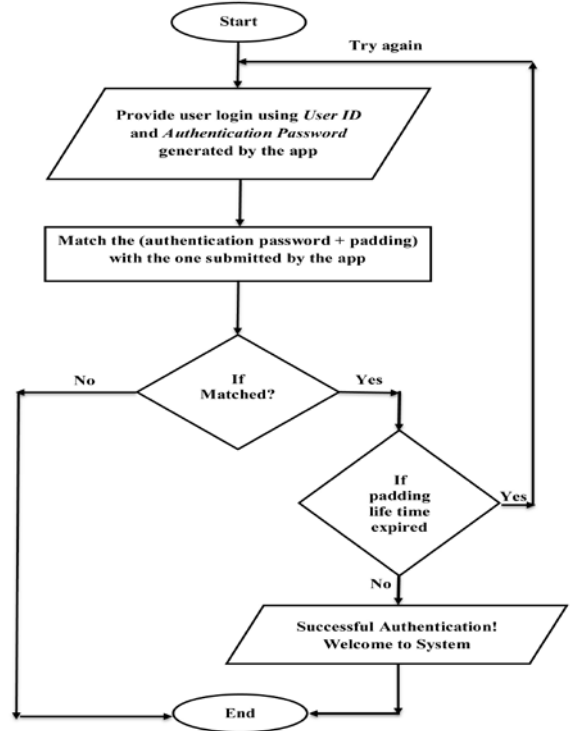 Start
Try again
Provide user login using User ID
and Authentication Password
generated by the app
Match the (authentication password + padding)
with the one submitted by the app
If
Matched?
No
Yes
If
padding
life time
expired
Yes
No
Successful Authentication!
Welcome to System
End